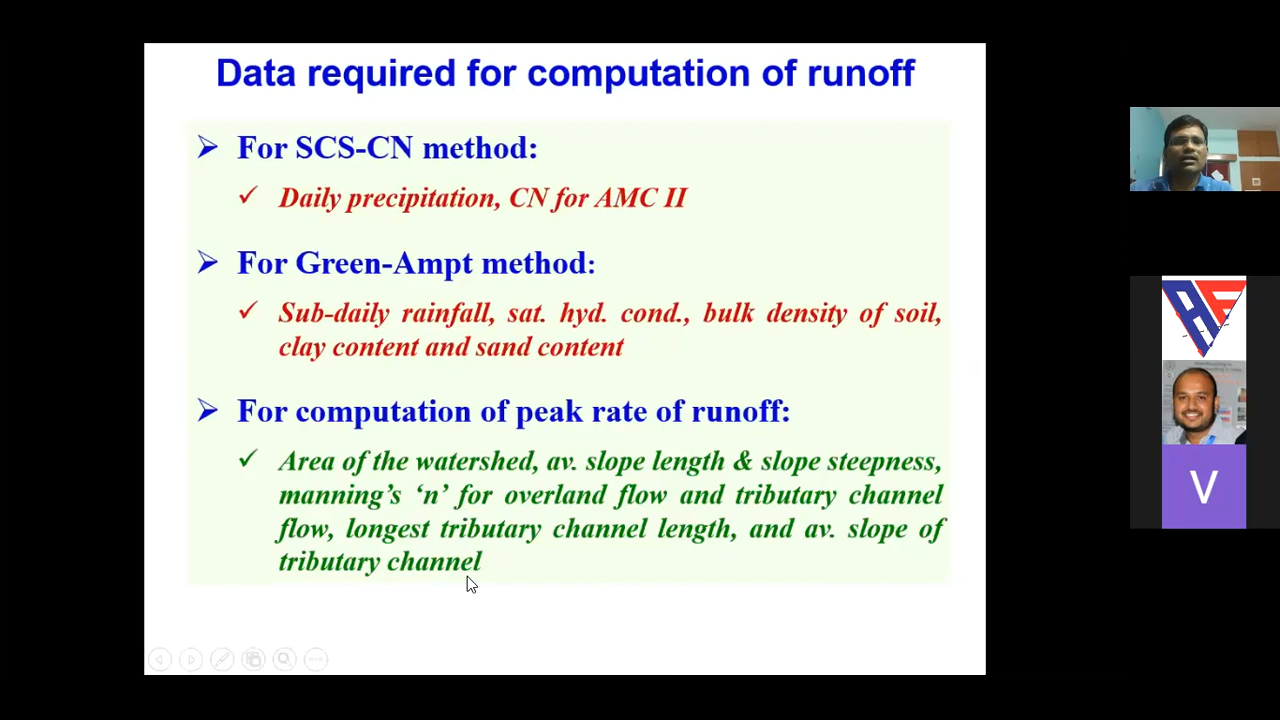 Data required for computation of runoff
➢ For SCS-CN method:
✓ Daily precipitation, CN for AMC II
➢ For Green-Ampt method:
✓ Sub-daily rainfall, sat. hyd. cond., bulk density of soil,
clay content and sand content
➢ For computation of peak rate of runoff:
✓ Area of the watershed, av. slope length & slope steepness,
manning's ‘n’ for overland flow and tributary channel
flow, longest tributary channel length, and av. slope of
tributary channel
AF
V